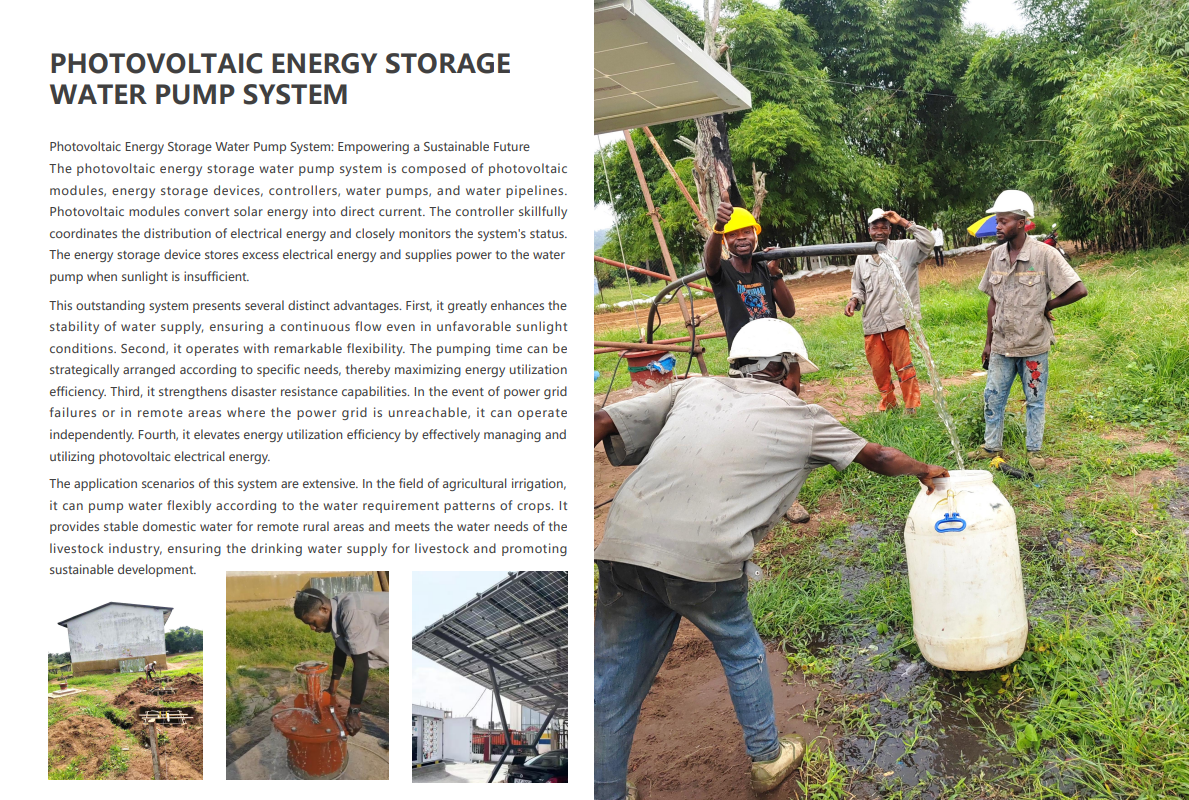 PHOTOVOLTAIC ENERGY STORAGE
WATER PUMP SYSTEM
Photovoltaic Energy Storage Water Pump System: Empowering a Sustainable Future
The photovoltaic energy storage water pump system is composed of photovoltaic
modules, energy storage devices, controllers, water pumps, and water pipelines.
Photovoltaic modules convert solar energy into direct current. The controller skillfully
coordinates the distribution of electrical energy and closely monitors the system's status.
The energy storage device stores excess electrical energy and supplies power to the water
pump when sunlight is insufficient.
This outstanding system presents several distinct advantages. First, it greatly enhances the
stability of water supply, ensuring a continuous flow even in unfavorable sunlight
conditions. Second, it operates with remarkable flexibility. The pumping time can be
strategically arranged according to specific needs, thereby maximizing energy utilization
efficiency. Third, it strengthens disaster resistance capabilities. In the event of power grid
failures or in remote areas where the power grid is unreachable, it can operate
independently. Fourth, it elevates energy utilization efficiency by effectively managing and
utilizing photovoltaic electrical energy.
The application scenarios of this system are extensive. In the field of agricultural irrigation,
it can pump water flexibly according to the water requirement patterns of crops. It
provides stable domestic water for remote rural areas and meets the water needs of the
livestock industry, ensuring the drinking water supply for livestock and promoting
sustainable development.